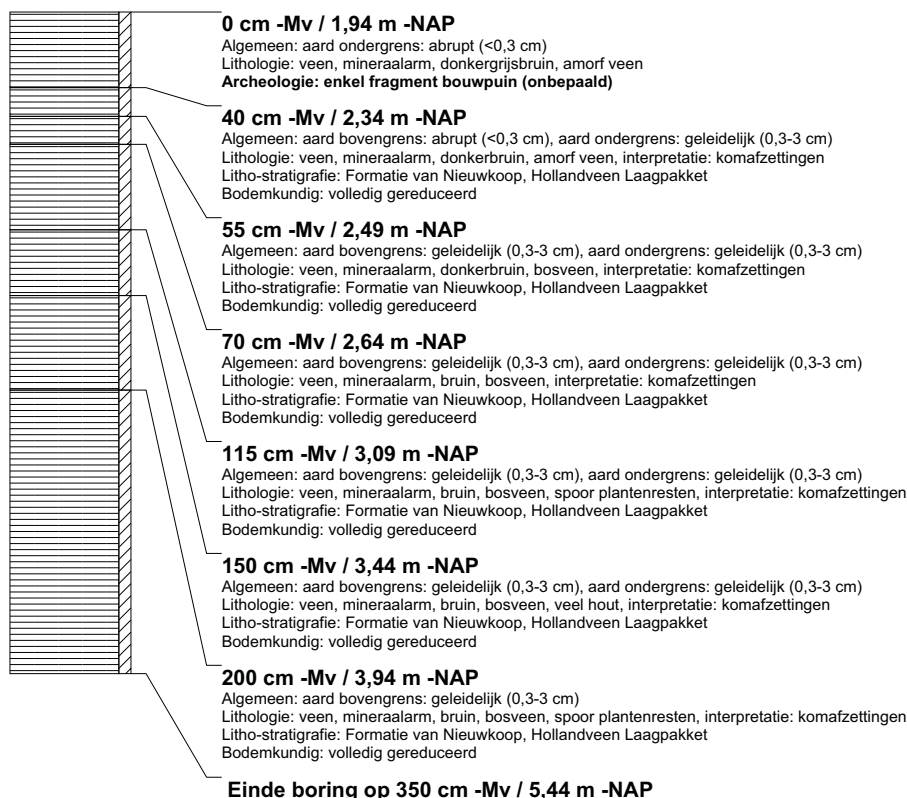 0 cm -Mv / 1,94 m -NAP
Algemeen: aard ondergrens: abrupt (<0,3 cm)
Lithologie: veen, mineraalarm, donkergrijsbruin, amorf veen
Archeologie: enkel fragment bouwpuin (onbepaald)
40 cm -Mv / 2,34 m -NAP
Algemeen: aard bovengrens: abrupt (<0,3 cm), aard ondergrens: geleidelijk (0,3-3 cm)
Lithologie: veen, mineraalarm, donkerbruin, amorf veen, interpretatie: komafzettingen
Litho-stratigrafie: Formatie van Nieuwkoop, Hollandveen Laagpakket
Bodemkundig: volledig gereduceerd
55 cm -Mv / 2,49 m -NAP
Algemeen: aard bovengrens: geleidelijk (0,3-3 cm), aard ondergrens: geleidelijk (0,3-3 cm)
Lithologie: veen, mineraalarm, donkerbruin, bosveen, interpretatie: komafzettingen
Litho-stratigrafie: Formatie van Nieuwkoop, Hollandveen Laagpakket
Bodemkundig: volledig gereduceerd
70 cm -Mv / 2,64 m -NAP
Algemeen: aard bovengrens: geleidelijk (0,3-3 cm), aard ondergrens: geleidelijk (0,3-3 cm)
Lithologie: veen, mineraalarm, bruin, bosveen, interpretatie: komafzettingen
Litho-stratigrafie: Formatie van Nieuwkoop, Hollandveen Laagpakket
Bodemkundig: volledig gereduceerd
115 cm -Mv / 3,09 m -NAP
Algemeen: aard bovengrens: geleidelijk (0,3-3 cm), aard ondergrens: geleidelijk (0,3-3 cm)
Lithologie: veen, mineraalarm, bruin, bosveen, spoor plantenresten, interpretatie: komafzettingen
Litho-stratigrafie: Formatie van Nieuwkoop, Hollandveen Laagpakket
Bodemkundig: volledig gereduceerd
150 cm -Mv / 3,44 m -NAP
Algemeen: aard bovengrens: geleidelijk (0,3-3 cm), aard ondergrens: geleidelijk (0,3-3 cm)
Lithologie: veen, mineraalarm, bruin, bosveen, veel hout, interpretatie: komafzettingen
Litho-stratigrafie: Formatie van Nieuwkoop, Hollandveen Laagpakket
Bodemkundig: volledig gereduceerd
200 cm -Mv / 3,94 m -NAP
Algemeen: aard bovengrens: geleidelijk (0,3-3 cm)
Lithologie: veen, mineraalarm, bruin, bosveen, spoor plantenresten, interpretatie: komafzettingen
Litho-stratigrafie: Formatie van Nieuwkoop, Hollandveen Laagpakket
Bodemkundig: volledig gereduceerd
Einde boring op 350 cm -Mv / 5,44 m -NAP